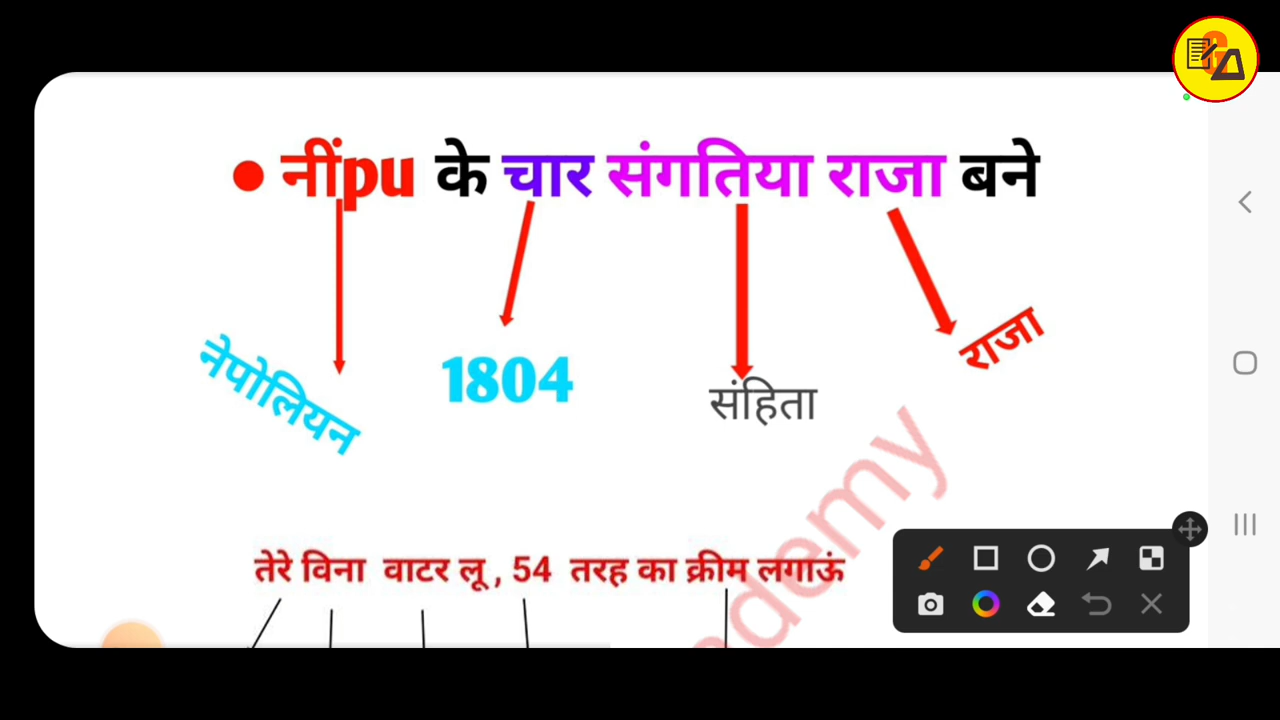 • नींpu के चार संगतिया राजा बने
नेपोलियन
1804
संहिता
राजा
तेरे विना वाटर लू , 54 तरह का क्रीम लगाऊं